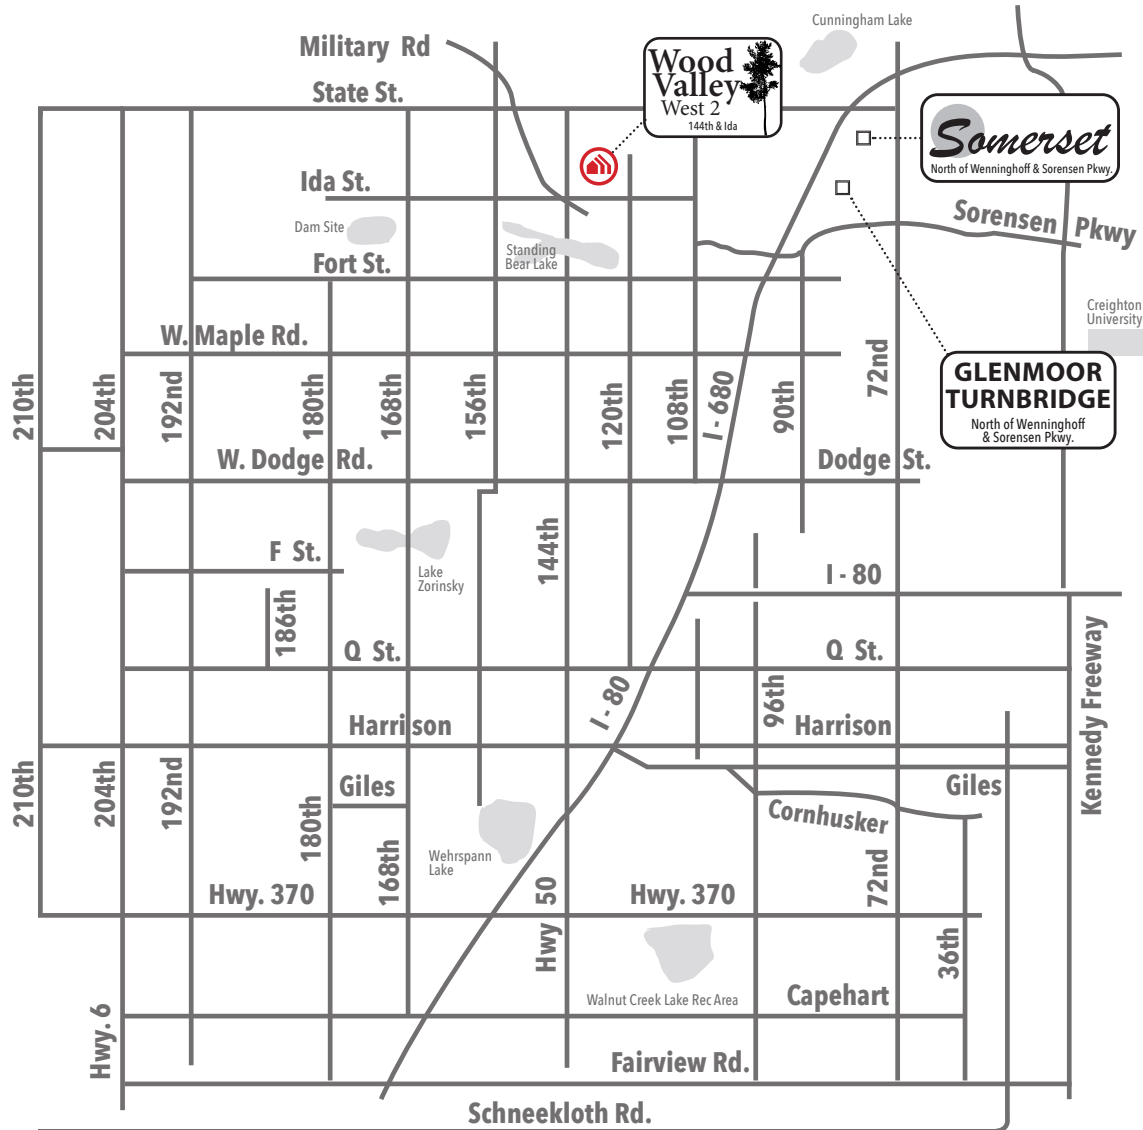 Cunningham Lake
Military Rd
Wood
Valley
West 2
144th & Ida
State St.
Somerset
North of Wenninghoff & Sorensen Pkwy.
Ida St.
Dam Site
Standing
Bear Lake
Sorensen Pkwy
Fort St.
Creighton
University
W. Maple Rd.
210th
204th
192nd
180th
168th
156th
120th
108th
I - 680
90th
72nd
GLENMOOR
TURNBRIDGE
North of Wenninghoff
& Sorensen Pkwy.
W. Dodge Rd.
Dodge St.
144th
F St.
Lake
Zorinsky
I - 80
186th
Q St.
Q St.
I - 80
96th
Kennedy Freeway
Harrison
Harrison
210th
204th
192nd
180th
Giles
Giles
Cornhusker
168th
Wehrspann
Lake
72nd
Hwy. 370
Hwy 50
Hwy. 370
36th
Walnut Creek Lake Rec Area
Capehart
Hwy. 6
Fairview Rd.
Schneekloth Rd.